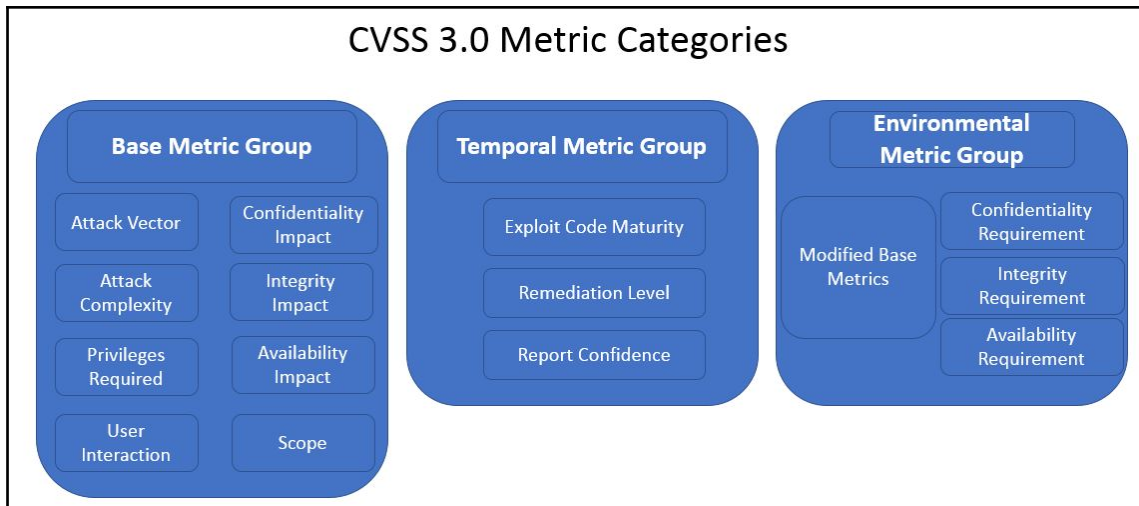 CVSS 3.0 Metric Categories
Base Metric Group
Attack Vector
Confidentiality
Impact
Attack
Complexity
Integrity
Impact
Privileges
Required
Availability
Impact
User
Interaction
Scope
Temporal Metric Group
Exploit Code Maturity
Remediation Level
Report Confidence
Environmental
Metric Group
Modified Base
Metrics
Confidentiality
Requirement
Integrity
Requirement
Availability
Requirement